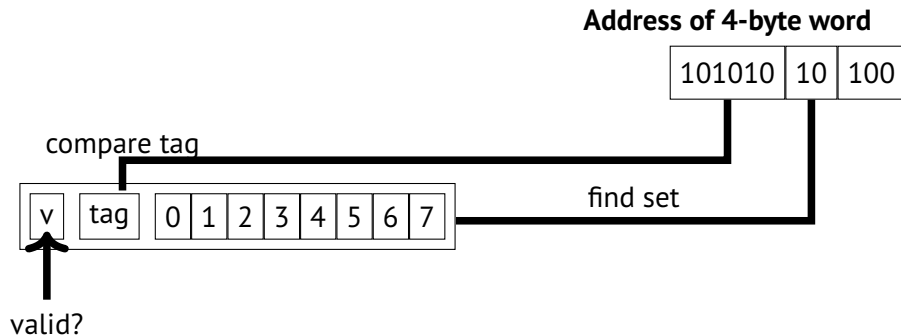 Address of 4-byte word
101010 10 100
compare tag
find set
v tag 0 1 2 3 4 5 6 7
valid?